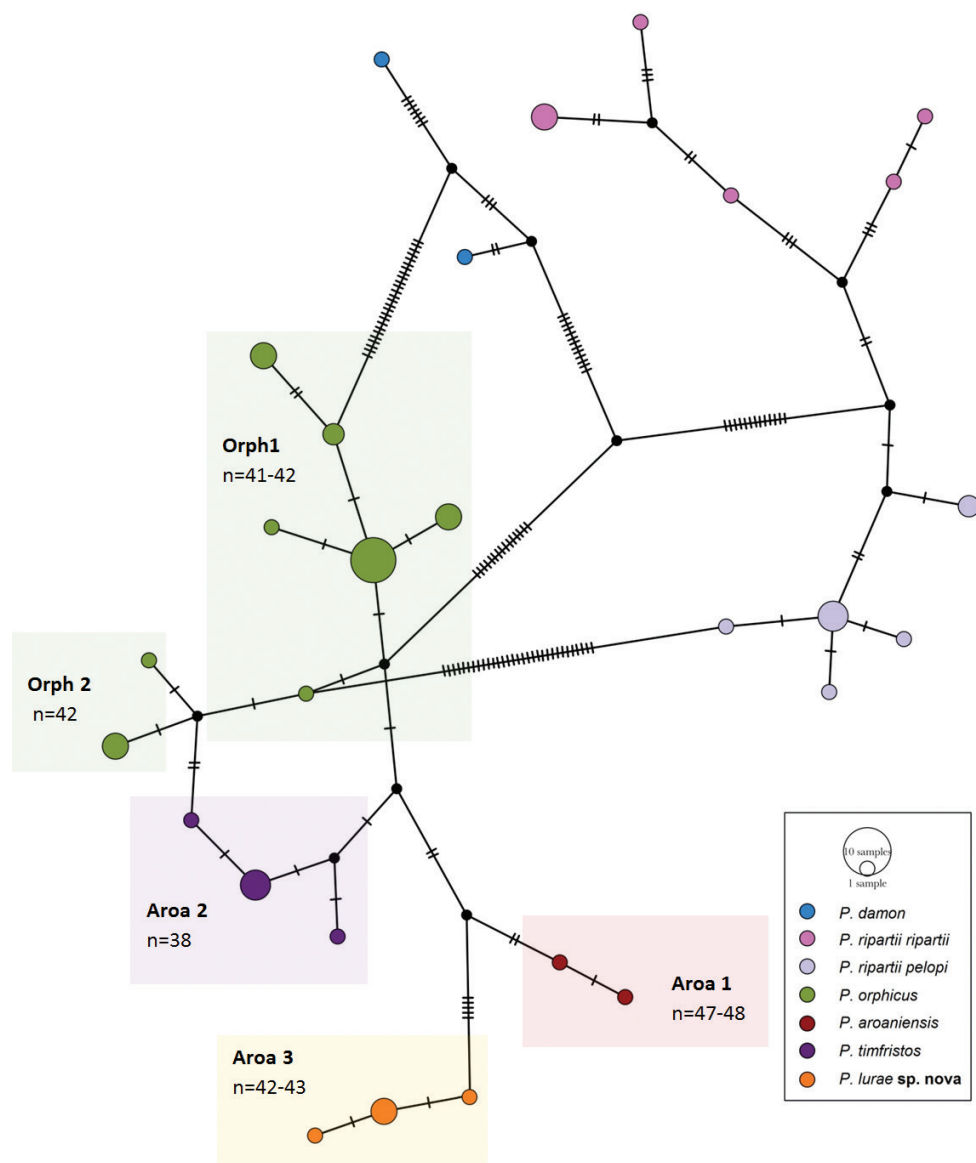 Orph1
n=41-42
Orph 2
n=42
Aroa 2
n=38
Aroa 1
n=47-48
Aroa 3
n=42-43
10 samples
1 sample
P. damon
P. ripartii ripartii
P. ripartii pelopi
P. orphicus
P. aroaniensis
P. timfristos
P. lurae sp. nova